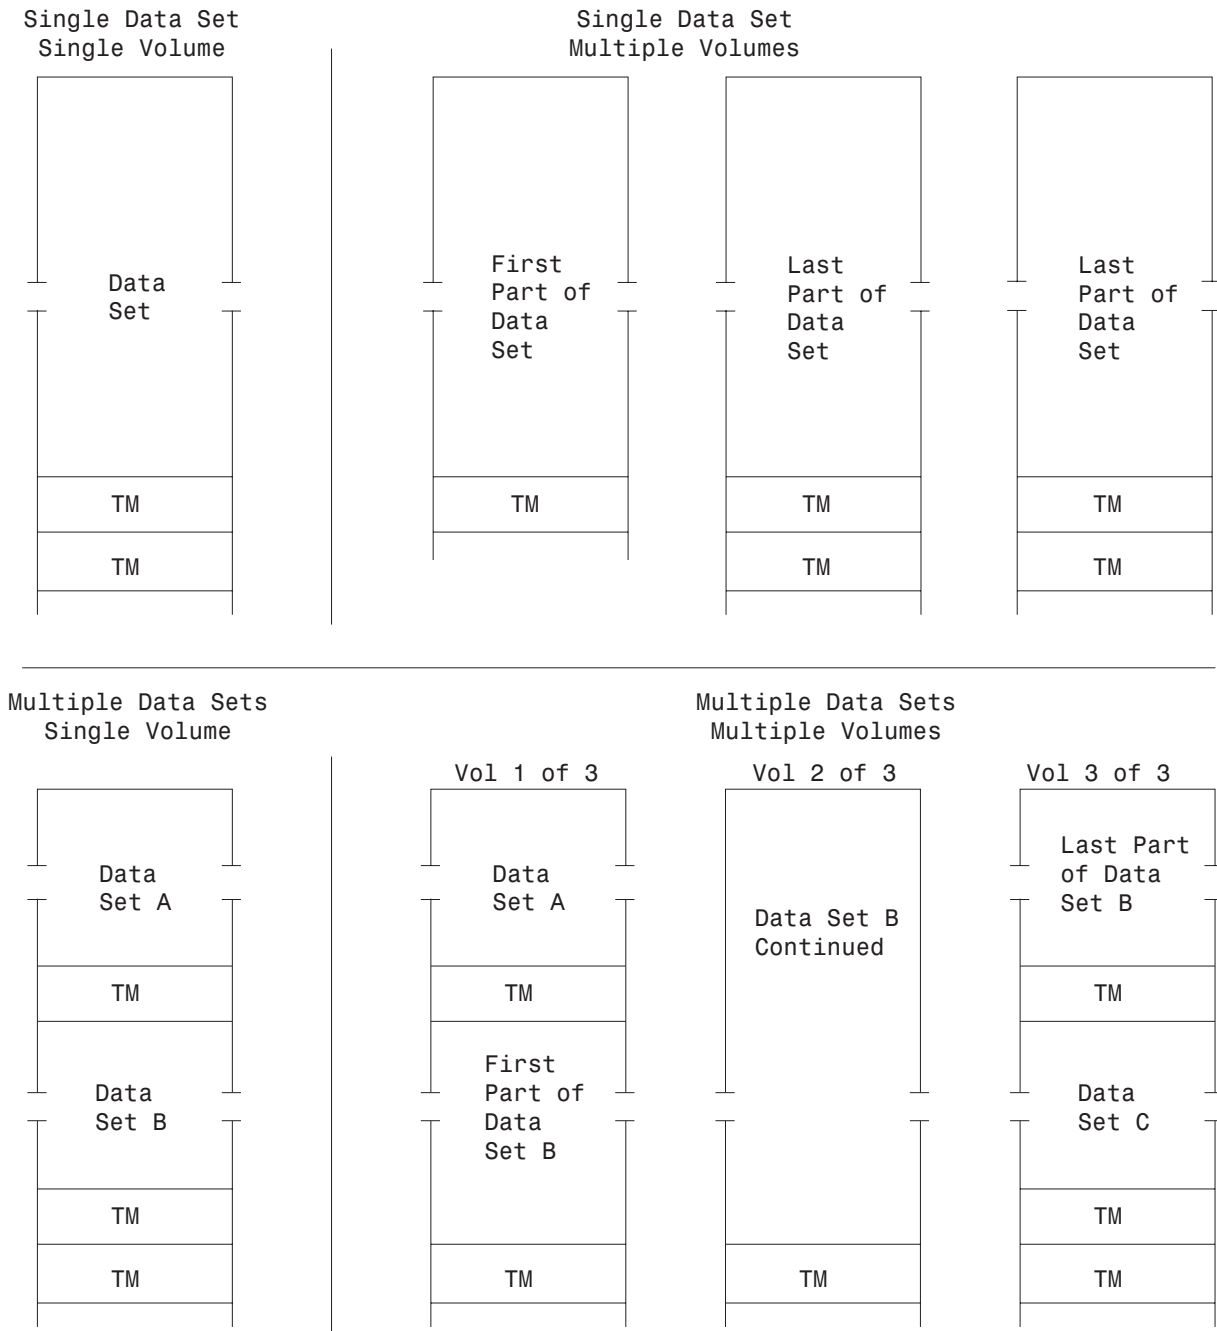 Single Data Set
Single Volume
Single Data Set
Multiple Volumes
Data
Set
TM
TM
First
Part of
Data
Set
TM
Last
Part of
Data
Set
TM
TM
Last
Part of
Data
Set
TM
TM
Multiple Data Sets
Single Volume
Multiple Data Sets
Multiple Volumes
Data
Set A
TM
Data
Set B
TM
TM
Vol 1 of 3
Data
Set A
TM
First
Part of
Data
Set B
TM
Vol 2 of 3
Data Set B
Continued
TM
Vol 3 of 3
Last Part
of Data
Set B
TM
Data
Set C
TM
TM